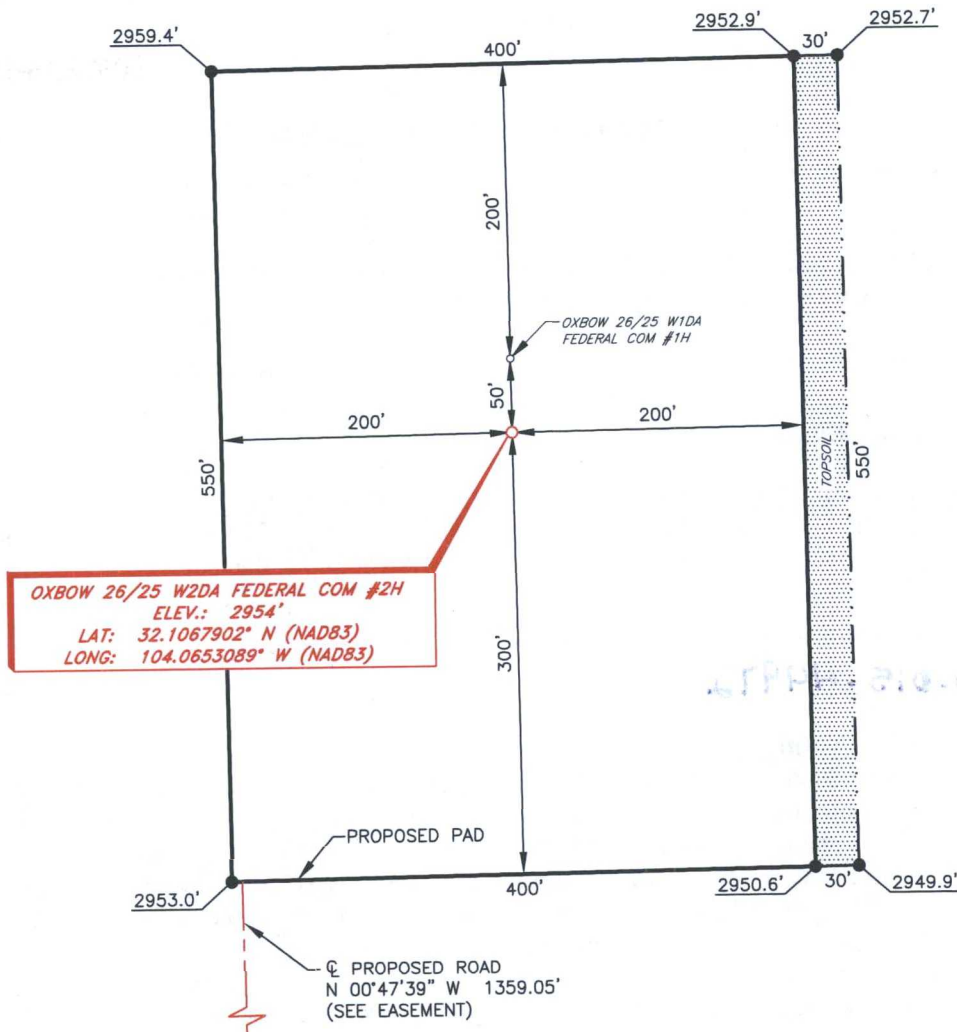 2959.4'
2952.9'
30'
2952.7'
400'
200'
OXBOW 26/25 W1DA
FEDERAL COM #1H
50'
200'
200'
550'
TOPSOIL
550'
OXBOW 26/25 W2DA FEDERAL COM #2H
ELEV.: 2954'
LAT: 32.1067902° N (NAD83)
LONG: 104.0653089° W (NAD83)
300'
PROPOSED PAD
2953.0'
400'
2950.6'
30'
2949.9'
℄ PROPOSED ROAD
N 00°47'39" W 1359.05'
(SEE EASEMENT)